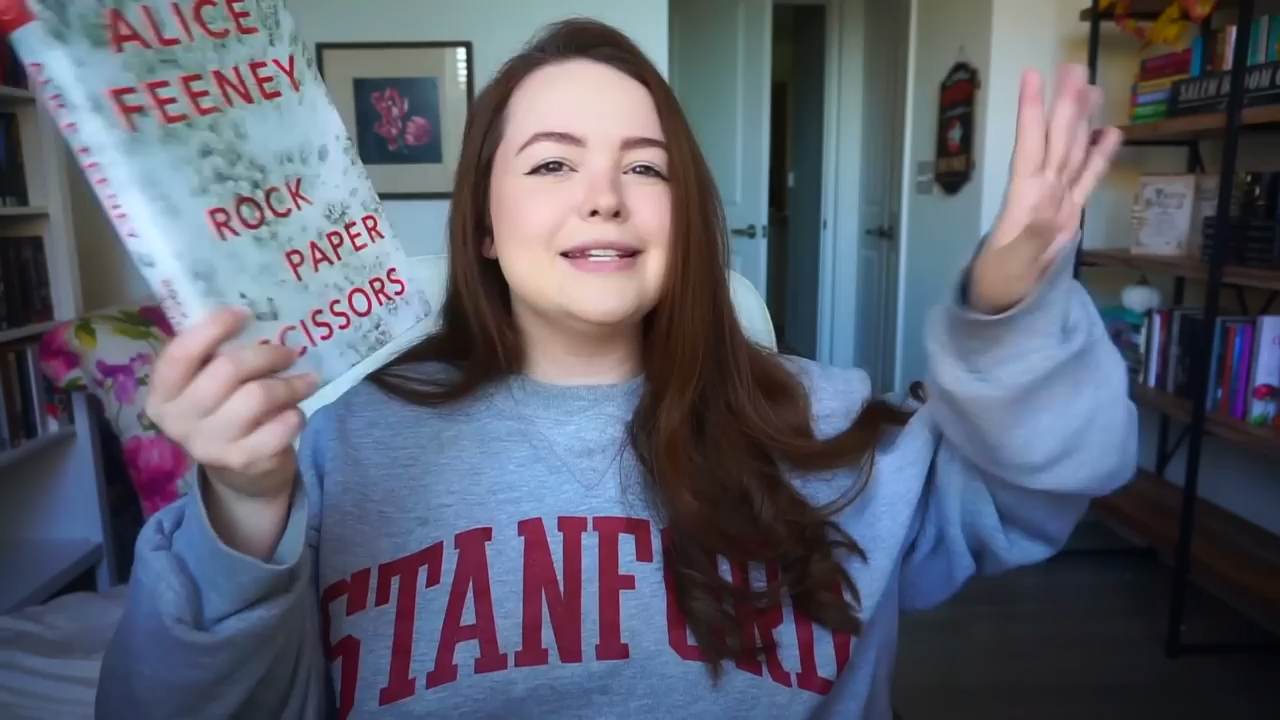 ALICE
FEENEY
ROCK
PAPER
SCISSORS
STANFORD
SALEM